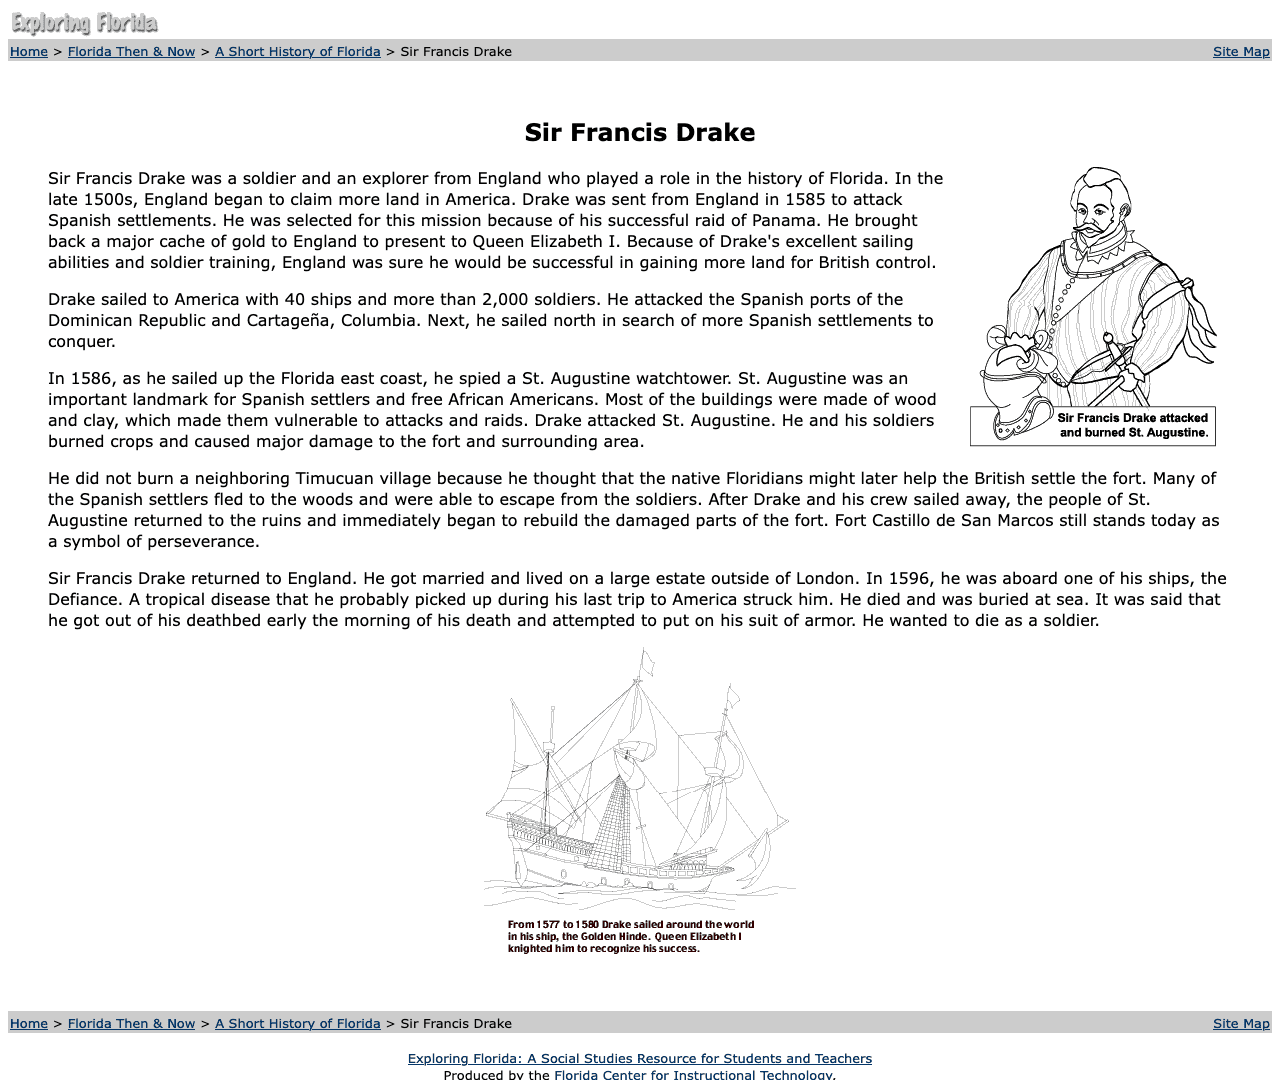 Exploring Florida
Home > Florida Then & Now > A Short History of Florida > Sir Francis Drake
Site Map
Sir Francis Drake
Sir Francis Drake was a soldier and an explorer from England who played a role in the history of Florida. In the
late 1500s, England began to claim more land in America. Drake was sent from England in 1585 to attack
Spanish settlements. He was selected for this mission because of his successful raid of Panama. He brought
back a major cache of gold to England to present to Queen Elizabeth I. Because of Drake's excellent sailing
abilities and soldier training, England was sure he would be successful in gaining more land for British control.
Drake sailed to America with 40 ships and more than 2,000 soldiers. He attacked the Spanish ports of the
Dominican Republic and Cartageña, Columbia. Next, he sailed north in search of more Spanish settlements to
conquer.
In 1586, as he sailed up the Florida east coast, he spied a St. Augustine watchtower. St. Augustine was an
important landmark for Spanish settlers and free African Americans. Most of the buildings were made of wood
and clay, which made them vulnerable to attacks and raids. Drake attacked St. Augustine. He and his soldiers
burned crops and caused major damage to the fort and surrounding area.
Sir Francis Drake attacked
and burned St. Augustine.
He did not burn a neighboring Timucuan village because he thought that the native Floridians might later help the British settle the fort. Many of
the Spanish settlers fled to the woods and were able to escape from the soldiers. After Drake and his crew sailed away, the people of St.
Augustine returned to the ruins and immediately began to rebuild the damaged parts of the fort. Fort Castillo de San Marcos still stands today as
a symbol of perseverance.
Sir Francis Drake returned to England. He got married and lived on a large estate outside of London. In 1596, he was aboard one of his ships, the
Defiance. A tropical disease that he probably picked up during his last trip to America struck him. He died and was buried at sea. It was said that
he got out of his deathbed early the morning of his death and attempted to put on his suit of armor. He wanted to die as a soldier.
From 1577 to 1580 Drake sailed around the world
in his ship, the Golden Hinde. Queen Elizabeth I
knighted him to recognize his success.
Home > Florida Then & Now > A Short History of Florida > Sir Francis Drake
Site Map
Exploring Florida: A Social Studies Resource for Students and Teachers
Produced by the Florida Center for Instructional Technology,